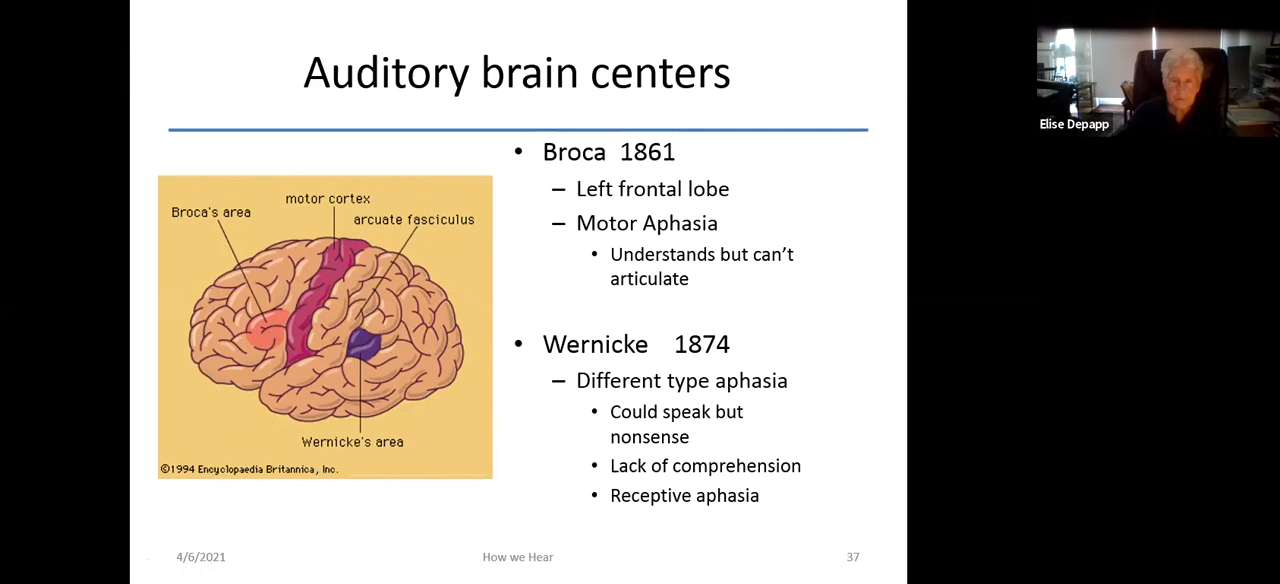 Auditory brain centers
Elise Depapp
Broca's area
motor cortex
arcuate fasciculus
Wernicke's area
©1994 Encyclopaedia Britannica, Inc.
• Broca 1861
– Left frontal lobe
– Motor Aphasia
• Understands but can’t
articulate
• Wernicke 1874
– Different type aphasia
• Could speak but
nonsense
• Lack of comprehension
• Receptive aphasia
4/6/2021
How we Hear
37